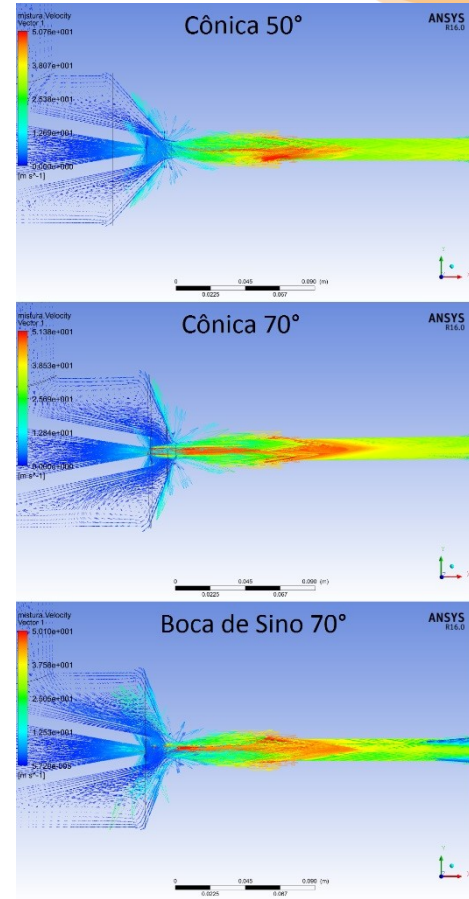 Cônica 50°
ANSYS
R16.0
mistura.Velocity
Vector 1
5.076e+001
3.807e+001
2.538e+001
1.269e+001
0.000e+000
[m s^-1]
0 0.045 0.090 (m)
0.0225 0.067
Cônica 70°
ANSYS
R16.0
mistura.Velocity
Vector 1
5.138e+001
3.853e+001
2.569e+001
1.284e+001
0.000e+000
[m s^-1]
0 0.045 0.090 (m)
0.0225 0.067
Boca de Sino 70°
ANSYS
R16.0
mistura.Velocity
Vector 1
5.010e+001
3.758e+001
2.505e+001
1.253e+001
[m s^-1]
0 0.045 0.090 (m)
0.0225 0.067